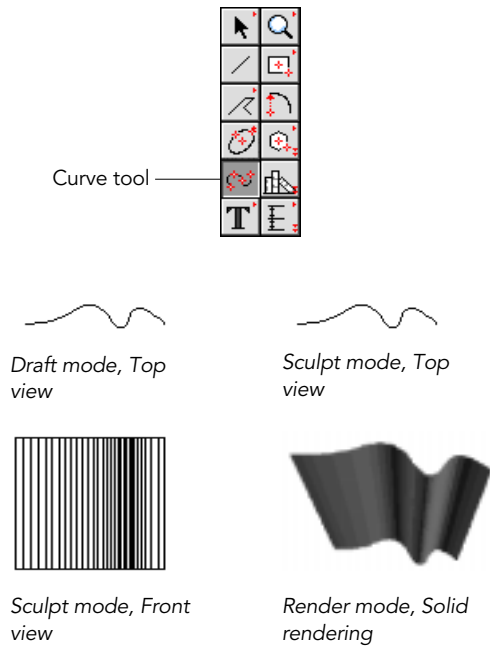 Curve tool
T
Draft mode, Top
view
Sculpt mode, Top
view
Sculpt mode, Front
view
Render mode, Solid
rendering